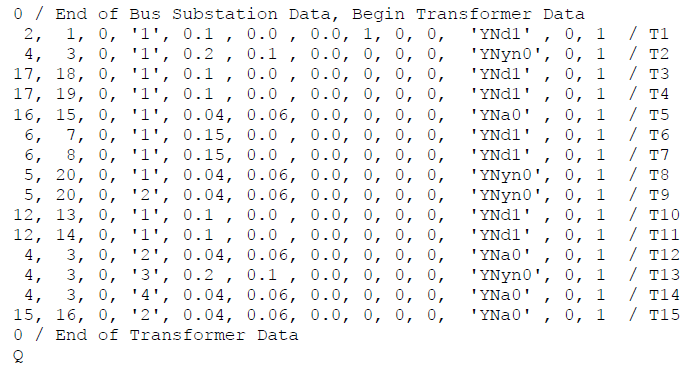 0 / End of Bus Substation Data, Begin Transformer Data
 2,  1, 0, '1', 0.1 , 0.0 , 0.0, 1, 0, 0,  'YNd1' , 0, 1  / T1
 4,  3, 0, '1', 0.2 , 0.1 , 0.0, 0, 0, 0,  'YNyn0', 0, 1  / T2
17, 18, 0, '1', 0.1 , 0.0 , 0.0, 0, 0, 0,  'YNd1' , 0, 1  / T3
17, 19, 0, '1', 0.1 , 0.0 , 0.0, 0, 0, 0,  'YNd1' , 0, 1  / T4
16, 15, 0, '1', 0.04, 0.06, 0.0, 0, 0, 0,  'YNa0' , 0, 1  / T5
 6,  7, 0, '1', 0.15, 0.0 , 0.0, 0, 0, 0,  'YNd1' , 0, 1  / T6
 6,  8, 0, '1', 0.15, 0.0 , 0.0, 0, 0, 0,  'YNd1' , 0, 1  / T7
 5, 20, 0, '1', 0.04, 0.06, 0.0, 0, 0, 0,  'YNyn0', 0, 1  / T8
 5, 20, 0, '2', 0.04, 0.06, 0.0, 0, 0, 0,  'YNyn0', 0, 1  / T9
12, 13, 0, '1', 0.1 , 0.0 , 0.0, 0, 0, 0,  'YNd1' , 0, 1  / T10
12, 14, 0, '1', 0.1 , 0.0 , 0.0, 0, 0, 0,  'YNd1' , 0, 1  / T11
 4,  3, 0, '2', 0.04, 0.06, 0.0, 0, 0, 0,  'YNa0' , 0, 1  / T12
 4,  3, 0, '3', 0.2 , 0.1 , 0.0, 0, 0, 0,  'YNyn0', 0, 1  / T13
 4,  3, 0, '4', 0.04, 0.06, 0.0, 0, 0, 0,  'YNa0' , 0, 1  / T14
15, 16, 0, '2', 0.04, 0.06, 0.0, 0, 0, 0,  'YNa0' , 0, 1  / T15
0 / End of Transformer Data
Q